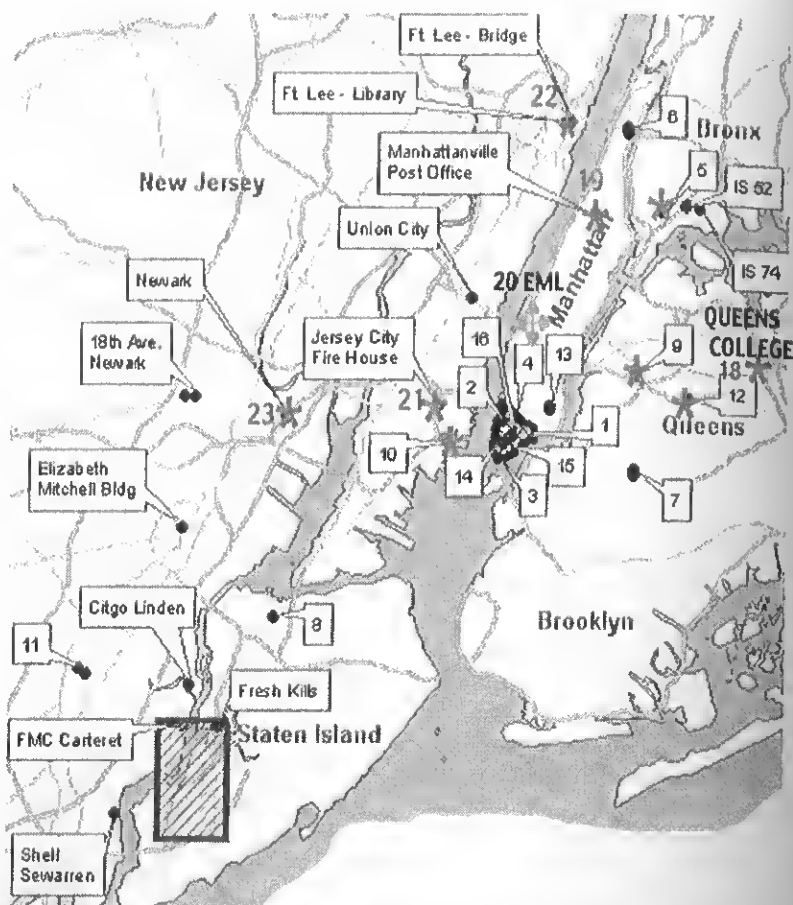 Ft. Lee - Bridge
Ft. Lee - Library
22
6
Bronx
Manhattanville
Post Office
New Jersey
19
5
IS 52
Union City
Manhattan
IS 74
Newark
20 EML
16
QUEENS
COLLEGE
Jersey City
Fire House
4
13
9
18
18th Ave.
Newark
2
21
12
23
1
Queens
10
14
3
15
7
Elizabeth
Mitchell Bldg
Citgo Linden
8
Brooklyn
11
Fresh Kills
FMC Carteret
Staten Island
Shell
Sewarren